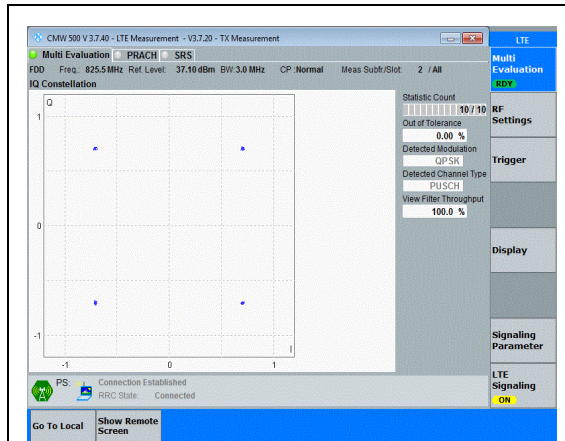 CMW 500 V 3.7.40 - LTE Measurement - V3.7.20 - TX Measurement
LTE
Multi Evaluation PRACH SRS
Multi Evaluation
RDY
FDD Freq.: 825.5 MHz Ref. Level: 37.10 dBm BW: 3.0 MHz CP :Normal Meas Subfr./Slot: 2 / All
IQ Constellation
Q
1
0
-1
-1 0 1
I
Statistic Count
10 / 10
Out of Tolerance
0.00 %
Detected Modulation
QPSK
Detected Channel Type
PUSCH
View Filter Throughput
100.0 %
RF
Settings
Trigger
Display
Signaling
Parameter
LTE
Signaling
ON
PS: Connection Established
RRC State: Connected
Go To Local
Show Remote
Screen